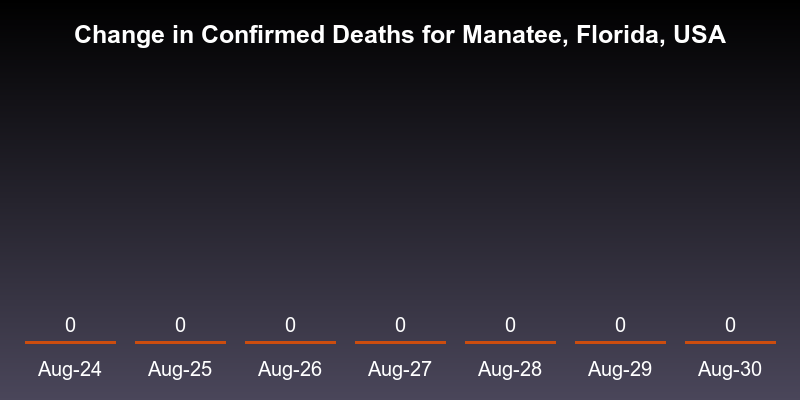 Change in Confirmed Deaths for Manatee, Florida, USA
0 0 0 0 0 0 0
Aug-24 Aug-25 Aug-26 Aug-27 Aug-28 Aug-29 Aug-30